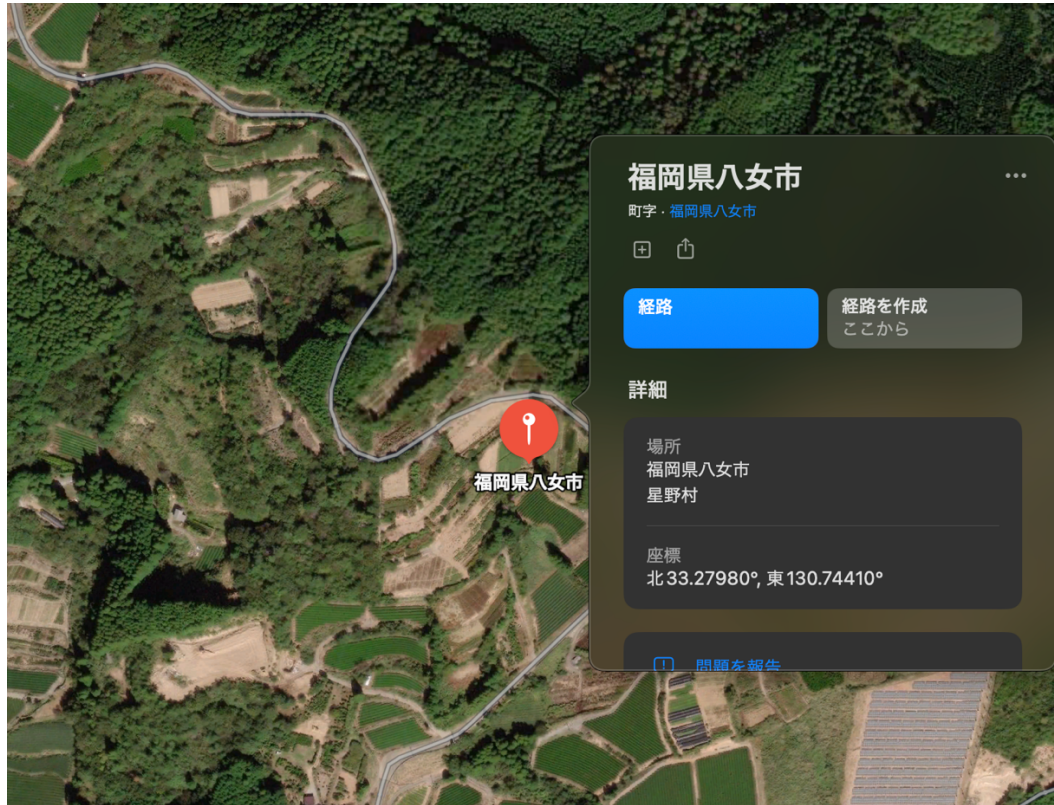 福岡県八女市
町字 · 福岡県八女市
経路
経路を作成
ここから
詳細
場所
福岡県八女市
星野村
座標
北 33.27980°, 東 130.74410°
問題を報告
福岡県八女市